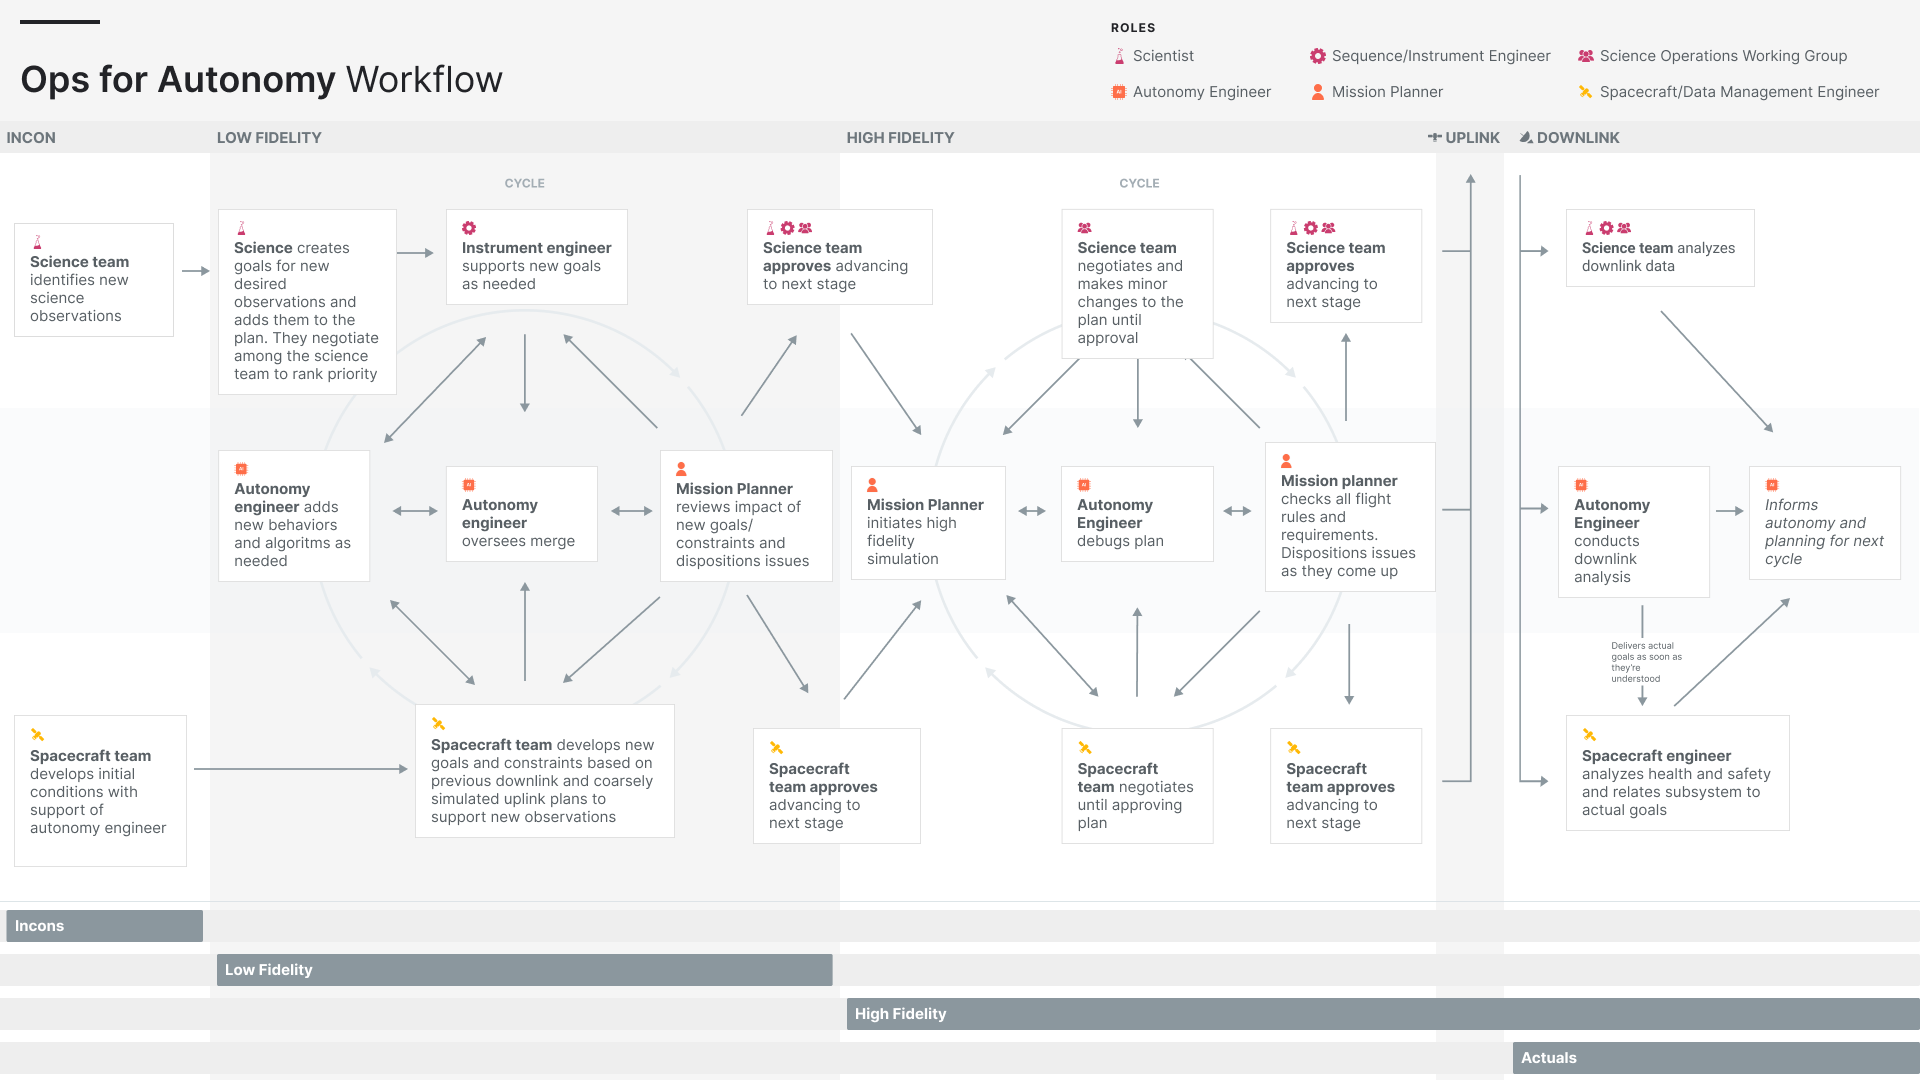 Ops for Autonomy Workflow
ROLES
Scientist
Sequence/Instrument Engineer
Science Operations Working Group
Autonomy Engineer
Mission Planner
Spacecraft/Data Management Engineer
INCON
LOW FIDELITY
HIGH FIDELITY
UPLINK
DOWNLINK
CYCLE
CYCLE
Science team
identifies new
science
observations
Science creates
goals for new
desired
observations and
adds them to the
plan. They negotiate
among the science
team to rank priority
Instrument engineer
supports new goals
as needed
Science team
approves advancing
to next stage
Science team
negotiates and
makes minor
changes to the
plan until
approval
Science team
approves
advancing to
next stage
Science team analyzes
downlink data
AI
Autonomy
engineer adds
new behaviors
and algoritms as
needed
AI
Autonomy
engineer
oversees merge
Mission Planner
reviews impact of
new goals/
constraints and
dispositions issues
Mission Planner
initiates high
fidelity
simulation
AI
Autonomy
Engineer
debugs plan
Mission planner
checks all flight
rules and
requirements.
Dispositions issues
as they come up
AI
Autonomy
Engineer
conducts
downlink
analysis
AI
Informs
autonomy and
planning for next
cycle
Delivers actual
goals as soon as
they're
understood
Spacecraft team
develops initial
conditions with
support of
autonomy engineer
Spacecraft team develops new
goals and constraints based on
previous downlink and coarsely
simulated uplink plans to
support new observations
Spacecraft
team approves
advancing to
next stage
Spacecraft
team negotiates
until approving
plan
Spacecraft
team approves
advancing to
next stage
Spacecraft engineer
analyzes health and safety
and relates subsystem to
actual goals
Incons
Low Fidelity
High Fidelity
Actuals